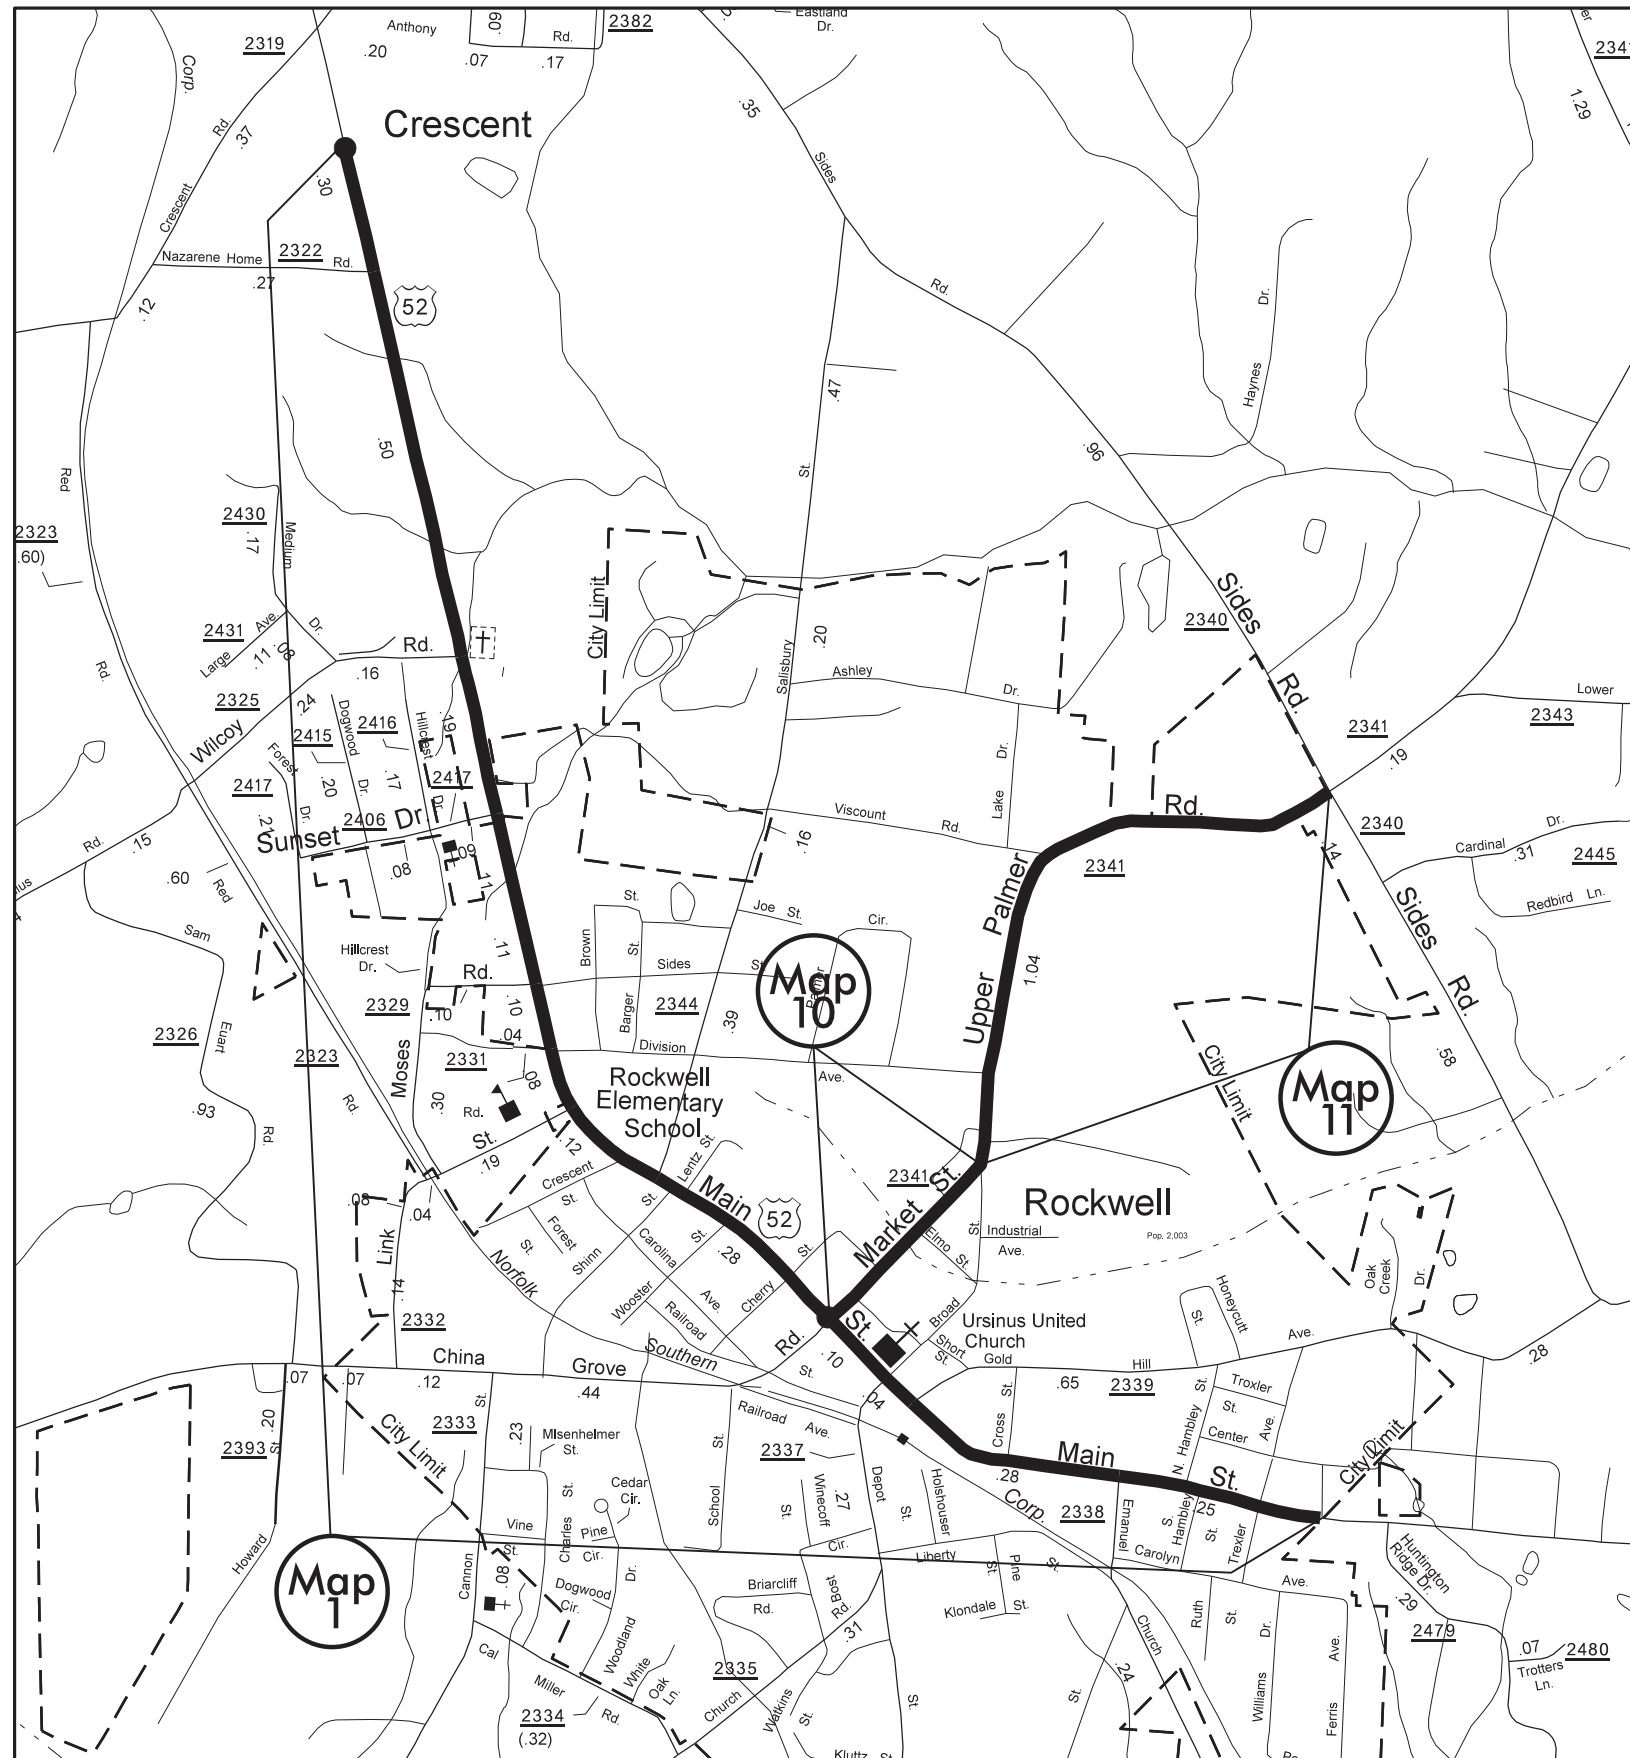 2319
Anthony
.60
2382
Eastland
Dr.
Rd.
.20
.07
.17
Corp.
2341
1.29
.35
Crescent
Rd.
.37
Crescent
.30
Sides
Nazarene Home
2322
Rd.
.27
.12
52
Rd.
Haynes
Dr.
.50
.47
St.
.96
Red
2323
.60)
2430
.17
Medium
City Limit
Sides
2340
2431
Large
Ave.
Dr.
.11
.08
Rd.
.16
.20
Salisbury
Ashley
Dr.
Rd.
Rd.
2325
.24
Wilcoy
Dogwood
2416
Hillcrest
.19
2415
2417
Forest
.20
Dr.
.17
Dr.
2417
.21
Dr.
Sunset
2406
Dr.
Lower
2343
2341
.19
Lake
Dr.
Viscount
Rd.
Rd.
.16
2340
.14
Dr.
Cardinal
.31
2445
Redbird Ln.
Rd.
.15
.60
Red
.08
.09
.11
Palmer
2341
Sides
Rd.
Sam
Hillcrest
Dr.
.11
Rd.
St.
Brown
St.
Barger
Joe St.
Cir.
Sides
St.
Palmer
Map
10
Upper
1.04
2329
.10
.10
.04
2344
.39
Division
Ave.
2326
Euart
2323
Rd.
Moses
2331
.08
.30
Rd.
Rockwell
Elementary
School
City Limit
Map
11
.58
.93
Rd.
St.
.19
.12
Crescent
St.
Lentz St.
St.
Main
52
2341
Market
St.
Rockwell
Pop. 2,003
.08
.04
Link
.14
Forest
St.
Norfolk
Shinn
Carolina
Ave.
St.
.28
Wooster
Railroad
Cherry
St.
Elmo
St.
St.
Industrial
Ave.
Oak
Creek
Dr.
Honeycutt
St.
2332
China
Grove
Southern
Rd.
St.
St.
.10
Broad
Short
St.
Ursinus United
Church
Gold
Hill
Ave.
.28
.07
.07
.12
.44
.04
.65
2339
.20
2393
St.
City Limit
2333
St.
.23
Misenhelmer
St.
Railroad
Ave.
2337
St.
Cross
St.
Main
St.
Troxler
St.
Center
Ave.
N. Hambley
St.
City Limit
Cedar
Cir.
School
St.
Winecoff
St.
.27
Depot
St.
Holshouser
.28
Corp.
2338
Emanuel
S.
Hambley
.25
St.
Trexler
Vine
St.
Charles
St.
Pine
Cir.
Cir.
Liberty
St.
Carolyn
Ave.
Huntington
Ridge Dr.
.29
Howard
Map
1
Cannon
.08
Dogwood
Cir.
Dr.
Woodland
Briarcliff
Rd.
Bost
Rd.
.31
Klondale
St.
Pine
St.
Church
.24
St.
Ruth
St.
Williams
Dr.
Ferris
Ave.
2479
.07
2480
Trotters
Ln.
Cal
Miller
Rd.
White
Oak
Ln.
2334
(.32)
2335
Church
Watkins
St.
St.
Kluttz
St.